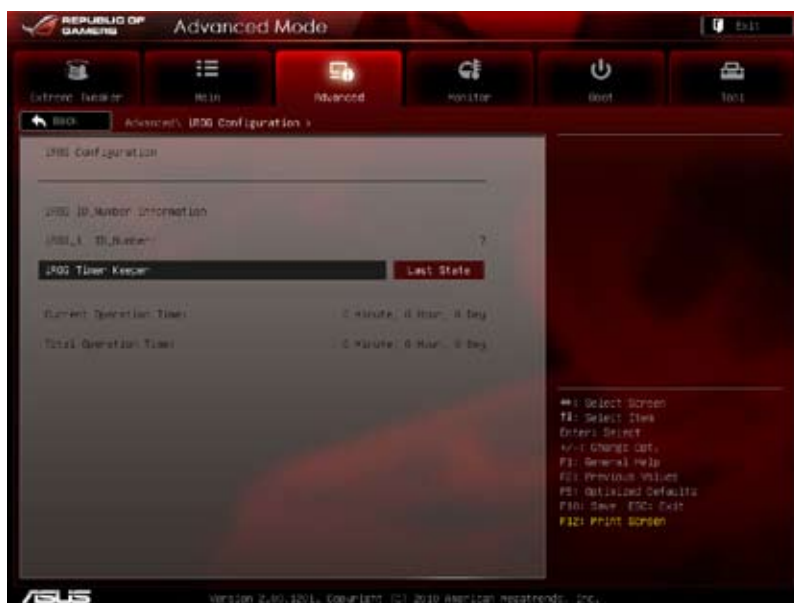 REPUBLIC OF
GAMERS
Advanced Mode
Exit
Extreme Tweaker
Main
Advanced
Monitor
Boot
Tool
Back
Advanced\ iROG Configuration >
iROG Configuration
iROG ID_Number Information
iROG_1 ID_Number: ?
iROG Timer Keeper Last State
Current Operation Time: 0 Minute, 0 Hour, 0 Day
Total Operation Time: 0 Minute, 0 Hour, 0 Day
: Select Screen
: Select Item
Enter: Select
+/-: Change Opt.
F1: General Help
F2: Previous Values
F5: Optimized Defaults
F10: Save ESC: Exit
F12: Print Screen
ASUS
Version 2.00.1201. Copyright (C) 2010 American Megatrends, Inc.